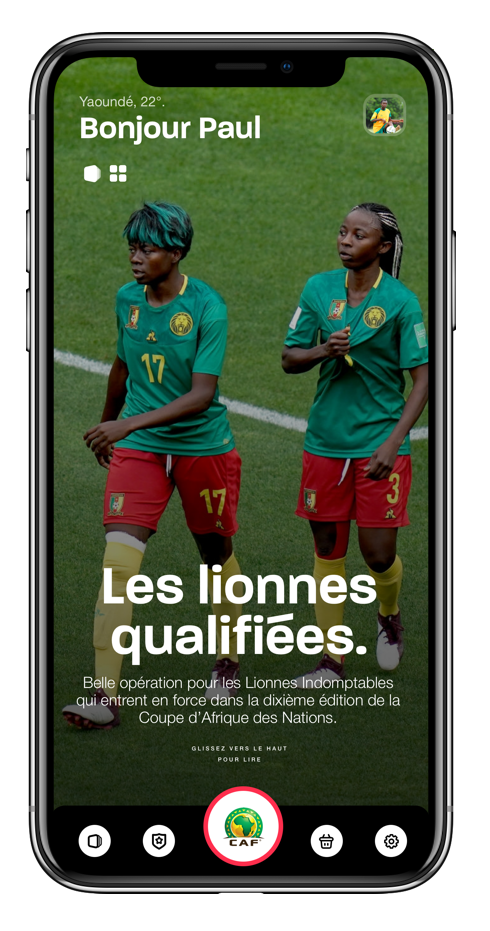 Yaoundé, 22°.
Bonjour Paul
17
17
3
Les lionnes
qualifiées.
Belle opération pour les Lionnes Indomptables
qui entrent en force dans la dixième édition de la
Coupe d'Afrique des Nations.
GLISSEZ VERS LE HAUT
POUR LIRE
CAF